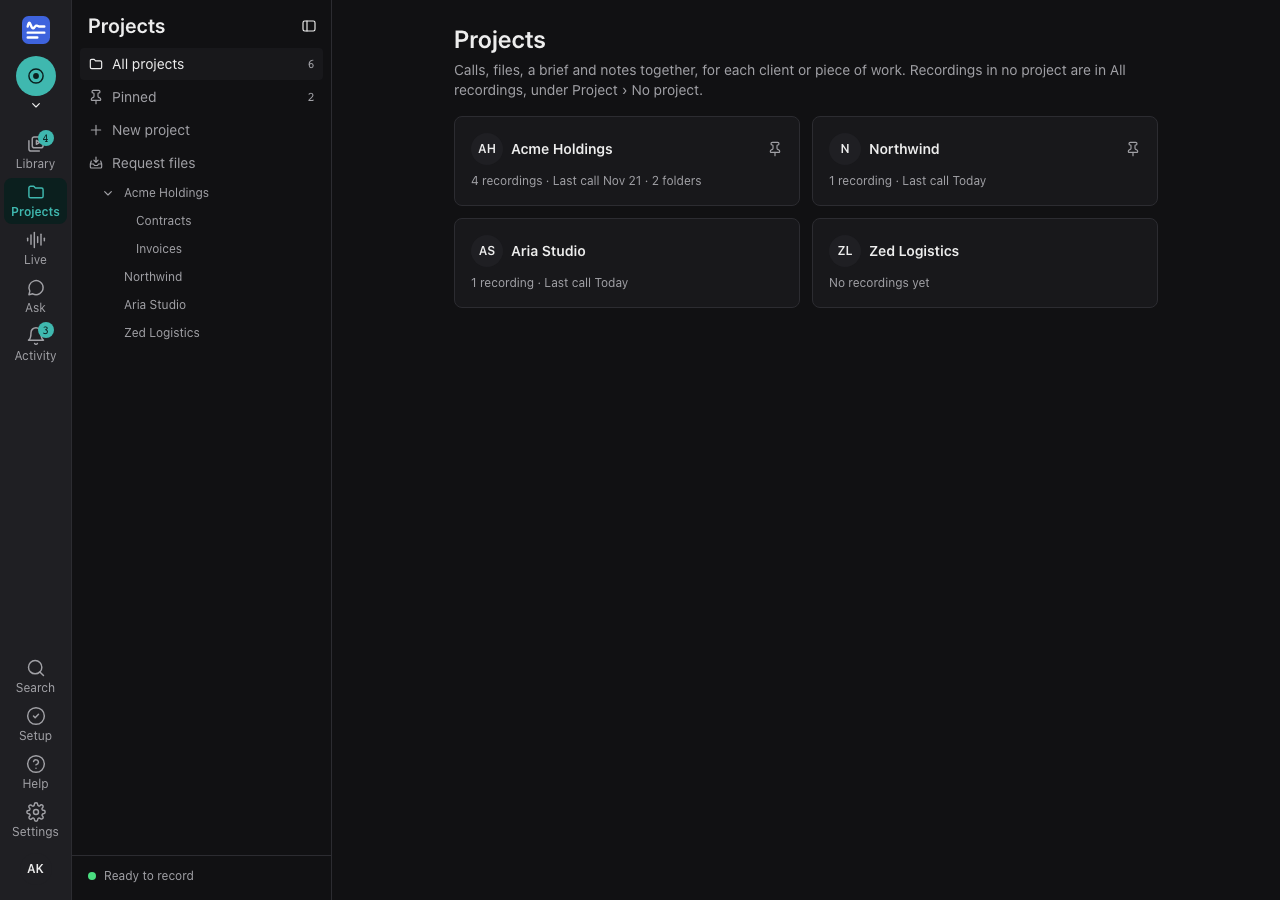 4
Library
Projects
Live
Ask
3
Activity
Search
Setup
Help
Settings
AK
Projects
All projects 6
Pinned 2
New project
Request files
Acme Holdings
Contracts
Invoices
Northwind
Aria Studio
Zed Logistics
Ready to record
Projects
Calls, files, a brief and notes together, for each client or piece of work. Recordings in no project are in All
recordings, under Project › No project.
AH Acme Holdings
4 recordings · Last call Nov 21 · 2 folders
N Northwind
1 recording · Last call Today
AS Aria Studio
1 recording · Last call Today
ZL Zed Logistics
No recordings yet